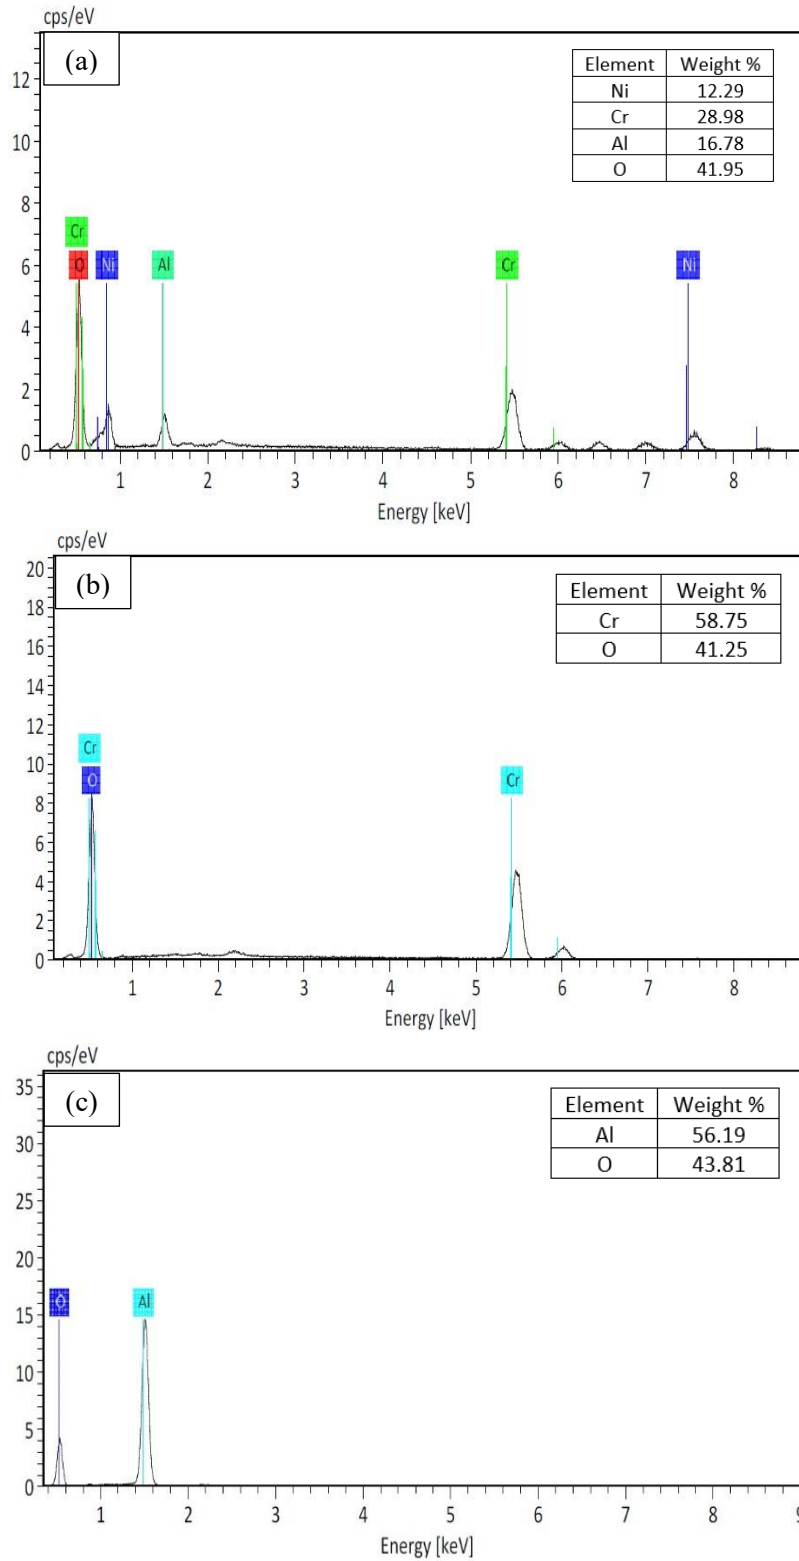 cps/eV
(a)
Element Weight %
Ni 12.29
Cr 28.98
Al 16.78
O 41.95
12
10
8
6
4
2
0
Cr
O Ni Al Cr Ni
1 2 3 4 5 6 7 8
Energy [keV]
cps/eV
(b)
Element Weight %
Cr 58.75
O 41.25
20
18
16
14
12
10
8
6
4
2
0
Cr
O Cr
1 2 3 4 5 6 7 8
Energy [keV]
cps/eV
(c)
Element Weight %
Al 56.19
O 43.81
35
30
25
20
15
10
5
0
O Al
1 2 3 4 5 6 7 8 9
Energy [keV]